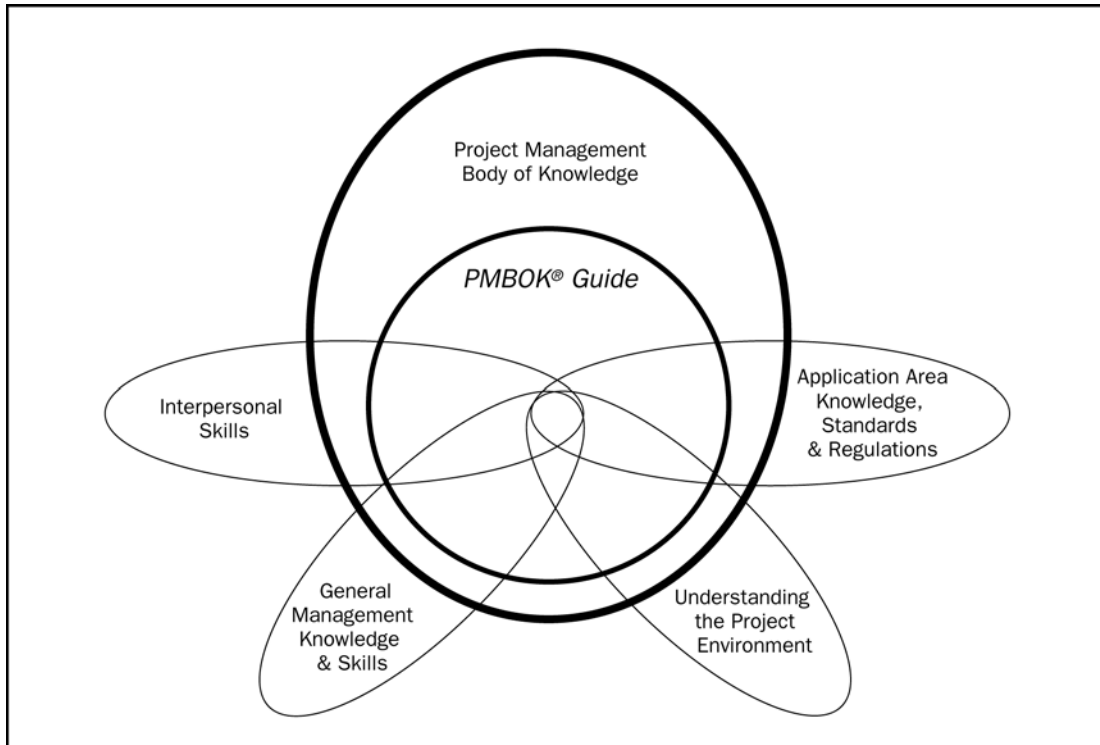 Project Management
Body of Knowledge
PMBOK® Guide
Interpersonal
Skills
Application Area
Knowledge,
Standards
& Regulations
General
Management
Knowledge
& Skills
Understanding
the Project
Environment